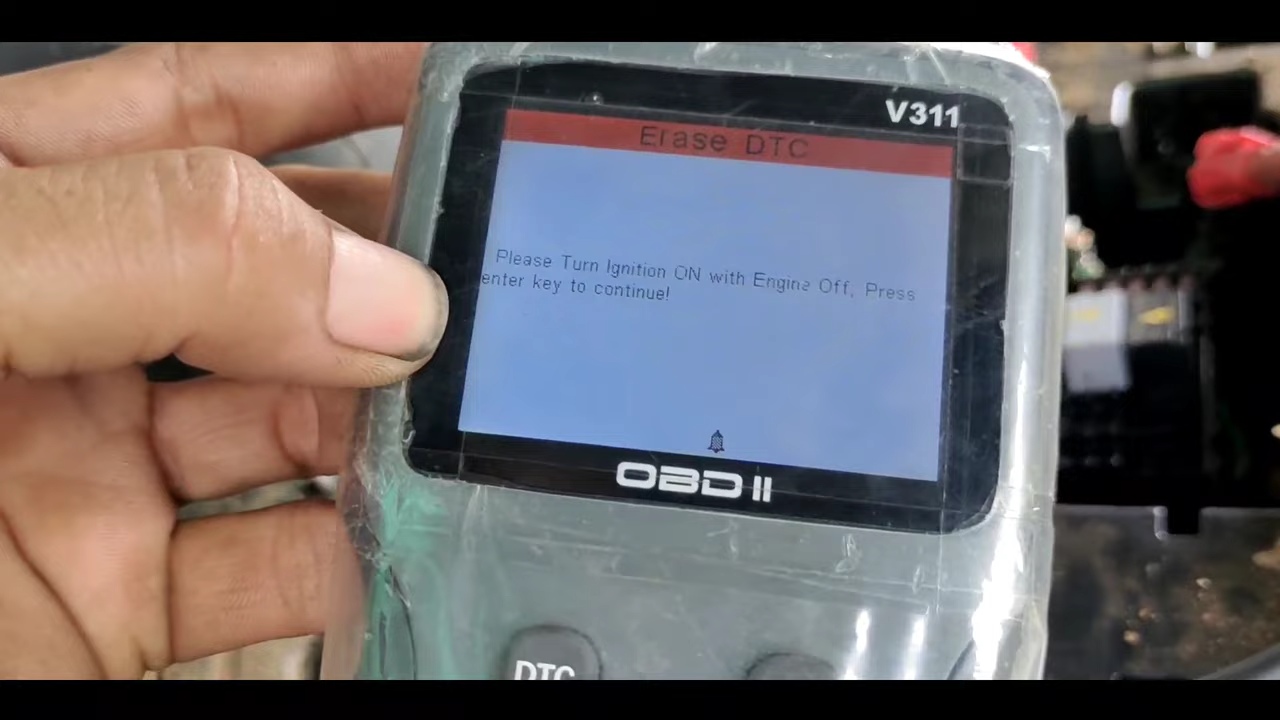 V311
Erase DTC
Please Turn Ignition ON with Engine Off, Press
enter key to continue!
OBD II
DTC